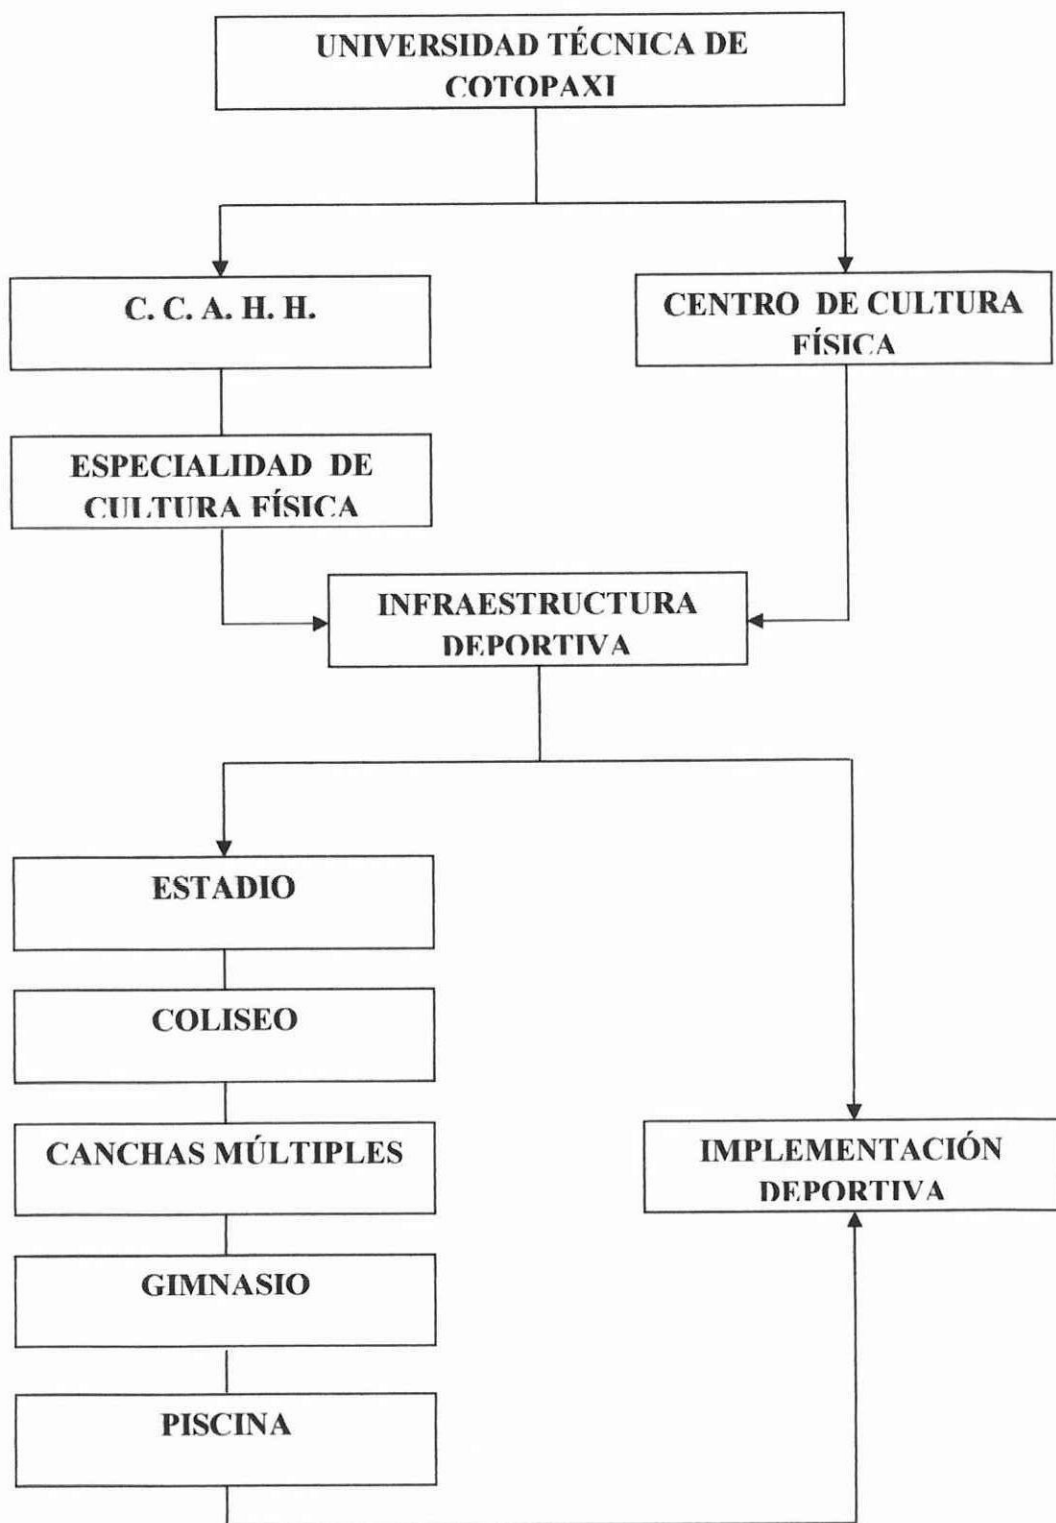 UNIVERSIDAD TÉCNICA DE
COTOPAXI
C. C. A. H. H.
CENTRO DE CULTURA
FÍSICA
ESPECIALIDAD DE
CULTURA FÍSICA
INFRAESTRUCTURA
DEPORTIVA
ESTADIO
COLISEO
CANCHAS MÚLTIPLES
IMPLEMENTACIÓN
DEPORTIVA
GIMNASIO
PISCINA